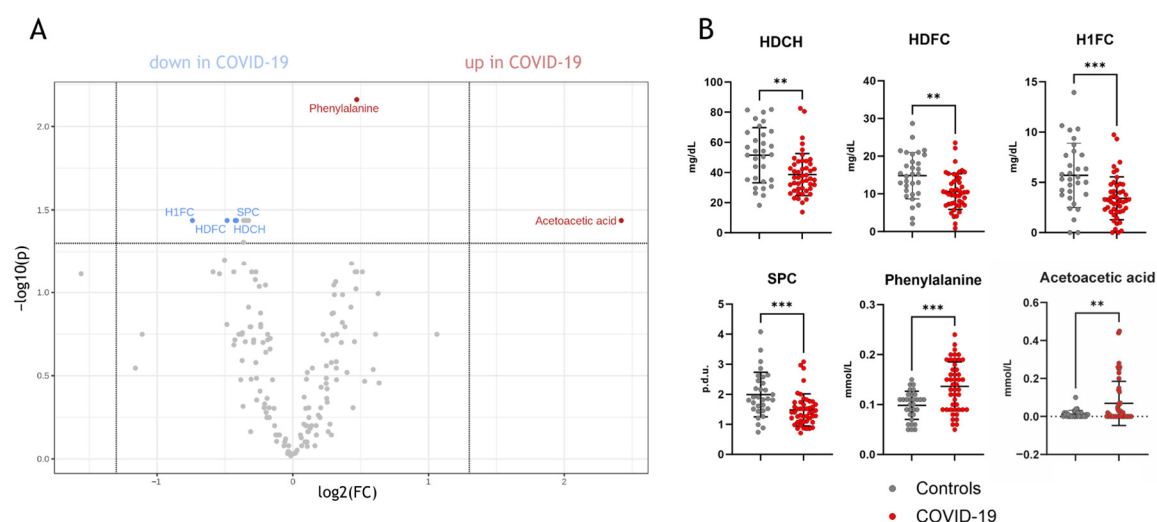 A
down in COVID-19
up in COVID-19
−log10(p)
2.0
1.5
1.0
0.5
0.0
Phenylalanine
H1FC
SPC
HDFC
HDCH
Acetoacetic acid
−1
0
1
2
log2(FC)
B
HDCH
mg/dL
100
80
60
40
20
0
**
HDFC
mg/dL
40
30
20
10
0
**
H1FC
mg/dL
15
10
5
0
***
SPC
p.d.u.
5
4
3
2
1
0
***
Phenylalanine
mmol/L
0.3
0.2
0.1
0.0
***
Acetoacetic acid
mmol/L
0.6
0.4
0.2
0.0
−0.2
**
Controls
COVID-19